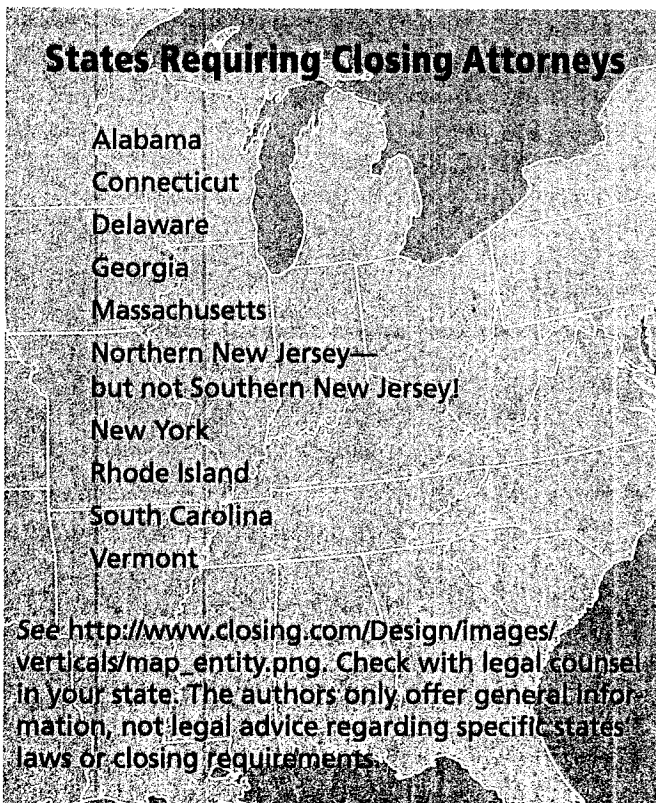 States Requiring Closing Attorneys
Alabama
Connecticut
Delaware
Georgia
Massachusetts
Northern New Jersey—
but not Southern New Jersey!
New York
Rhode Island
South Carolina
Vermont
See http://www.closing.com/Design/images/
verticals/map_entity.png. Check with legal counsel
in your state. The authors only offer general infor-
mation, not legal advice regarding specific states'
laws or closing requirements.